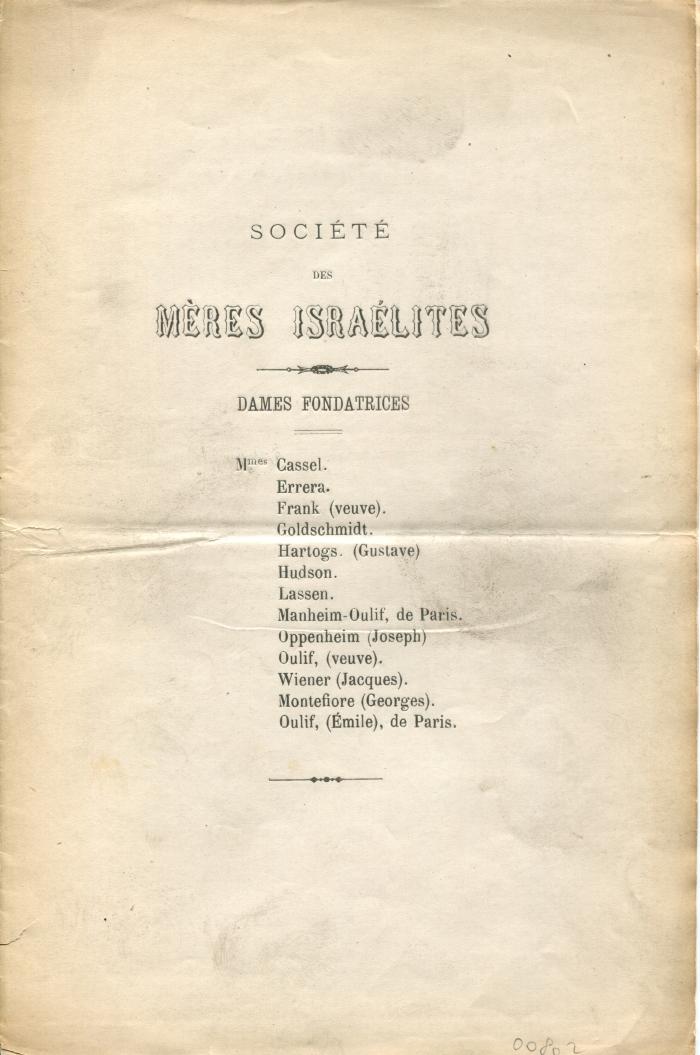 SOCIÉTÉ
DES
MÈRES ISRAÉLITES
DAMES FONDATRICES
Mmes Cassel.
Errera.
Frank (veuve).
Goldschmidt.
Hartogs. (Gustave)
Hudson.
Lassen.
Manheim-Oulif, de Paris.
Oppenheim (Joseph)
Oulif, (veuve).
Wiener (Jacques).
Montefiore (Georges).
Oulif, (Émile), de Paris.